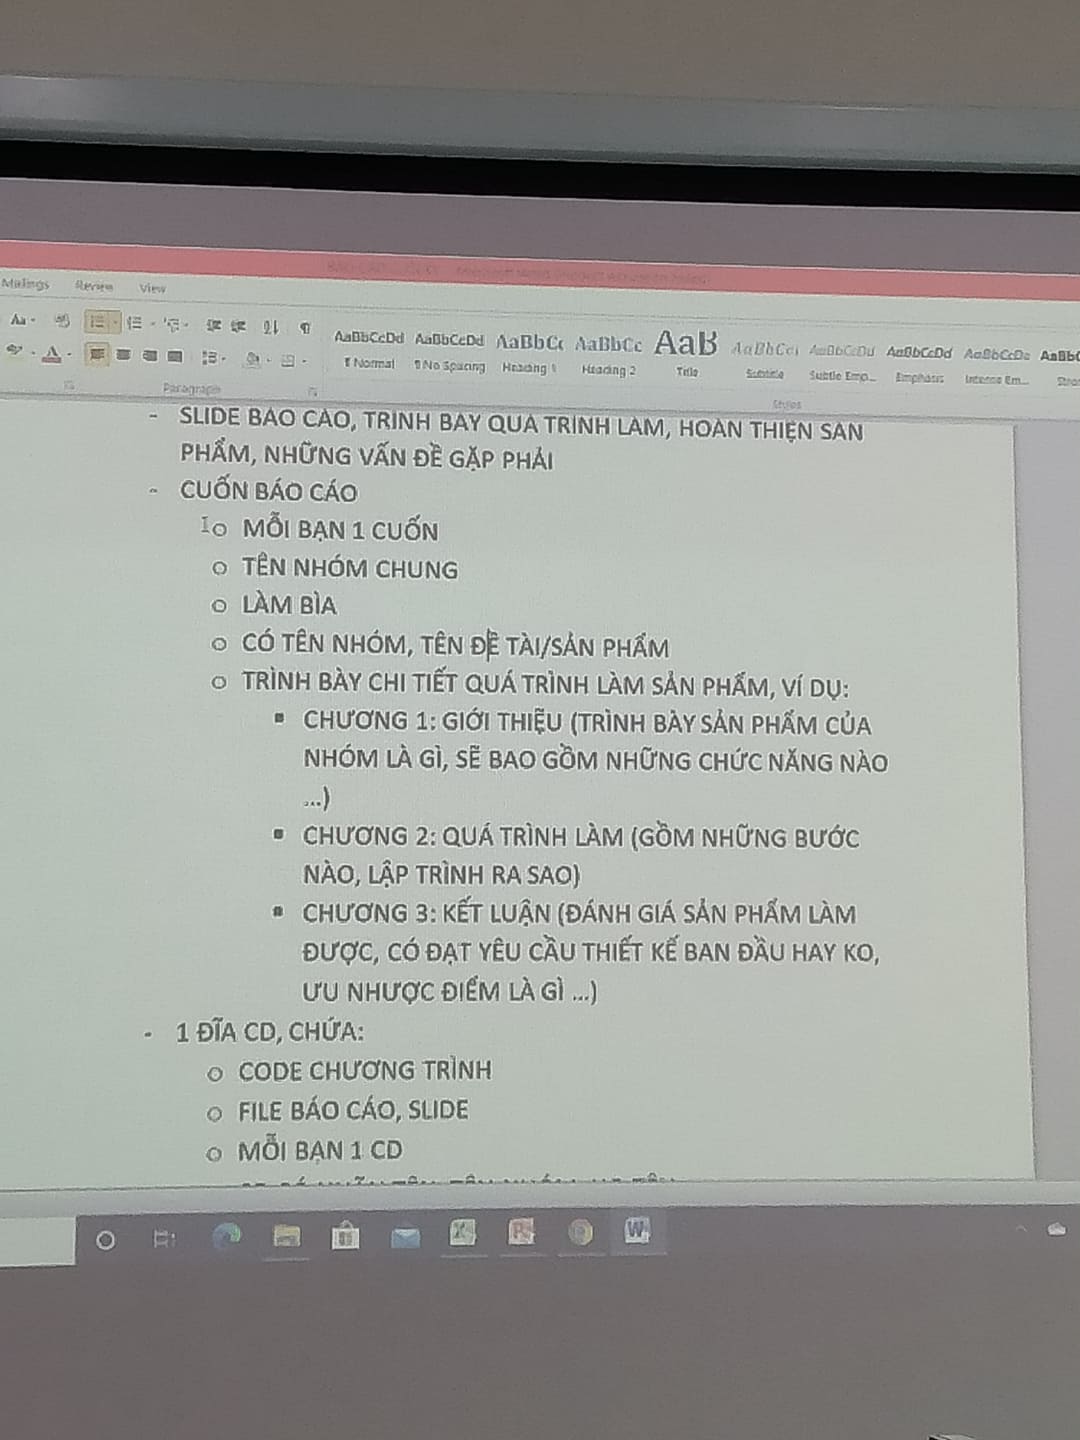 Mailings Review View
AaBbCcDd AaBbCcDd AaBbCc AaBbCc AaB AaBbCcI AaBbCcDd AaBbCcDd AaBbCcDc AaBbC
¶ Normal ¶ No Spacing Heading 1 Heading 2 Title Subtitle Subtle Emp... Emphasis Intense Em...
Paragraph Styles
- SLIDE BÁO CÁO, TRÌNH BÀY QUÁ TRÌNH LÀM, HOÀN THIỆN SẢN
PHẨM, NHỮNG VẤN ĐỀ GẶP PHẢI
- CUỐN BÁO CÁO
o MỖI BẠN 1 CUỐN
o TÊN NHÓM CHUNG
o LÀM BÌA
o CÓ TÊN NHÓM, TÊN ĐỀ TÀI/SẢN PHẨM
o TRÌNH BÀY CHI TIẾT QUÁ TRÌNH LÀM SẢN PHẨM, VÍ DỤ:
▪ CHƯƠNG 1: GIỚI THIỆU (TRÌNH BÀY SẢN PHẨM CỦA
NHÓM LÀ GÌ, SẼ BAO GỒM NHỮNG CHỨC NĂNG NÀO
...)
▪ CHƯƠNG 2: QUÁ TRÌNH LÀM (GỒM NHỮNG BƯỚC
NÀO, LẬP TRÌNH RA SAO)
▪ CHƯƠNG 3: KẾT LUẬN (ĐÁNH GIÁ SẢN PHẨM LÀM
ĐƯỢC, CÓ ĐẠT YÊU CẦU THIẾT KẾ BAN ĐẦU HAY KO,
ƯU NHƯỢC ĐIỂM LÀ GÌ ...)
- 1 ĐĨA CD, CHỨA:
o CODE CHƯƠNG TRÌNH
o FILE BÁO CÁO, SLIDE
o MỖI BẠN 1 CD